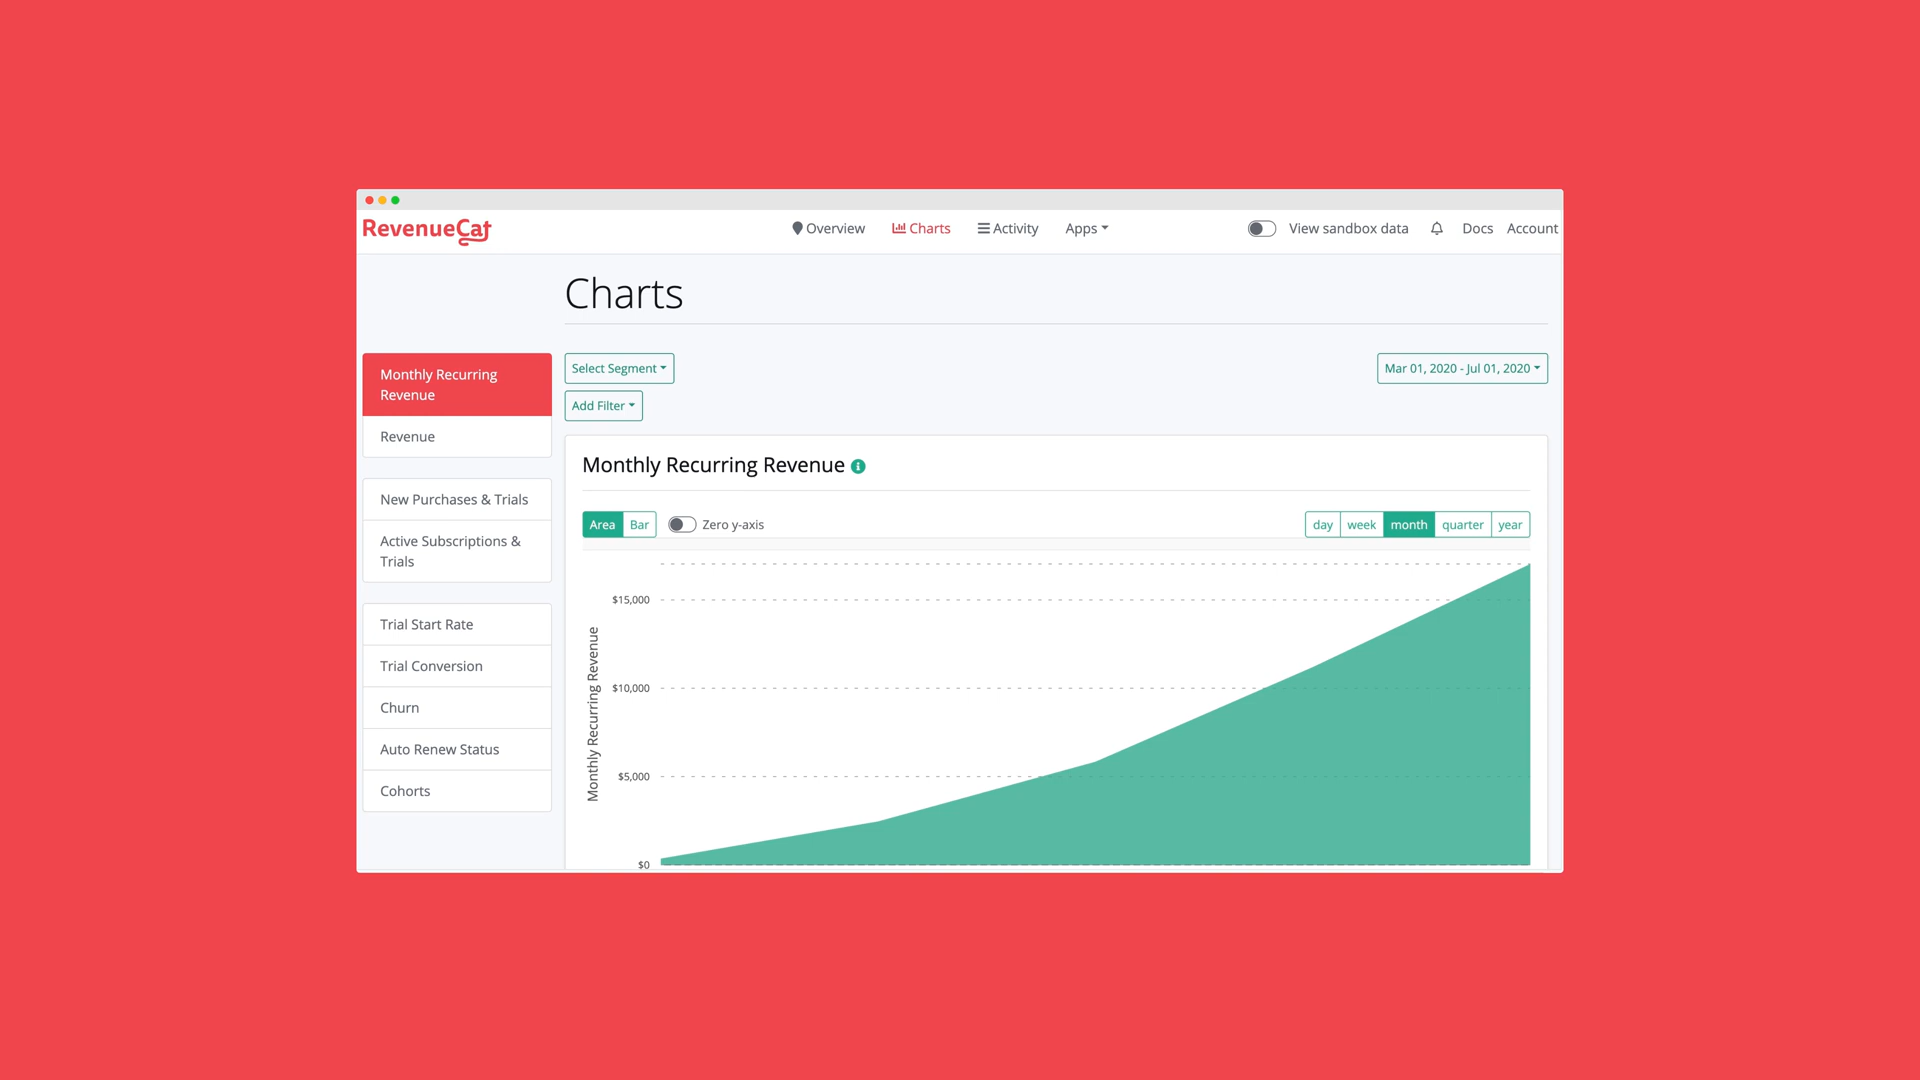 RevenueCat
Overview
Charts
Activity
Apps
View sandbox data
Docs
Account
Charts
Monthly Recurring
Revenue
Revenue
New Purchases & Trials
Active Subscriptions &
Trials
Trial Start Rate
Trial Conversion
Churn
Auto Renew Status
Cohorts
Select Segment
Mar 01, 2020 - Jul 01, 2020
Add Filter
Monthly Recurring Revenue
Area
Bar
Zero y-axis
day
week
month
quarter
year
Monthly Recurring Revenue
$15,000
$10,000
$5,000
$0